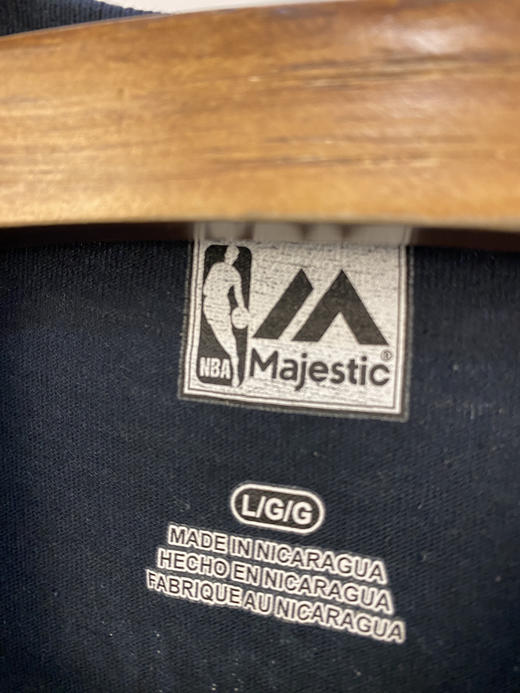 NBA
Majestic®
L/G/G
MADE IN NICARAGUA
HECHO EN NICARAGUA
FABRIQUE AU NICARAGUA